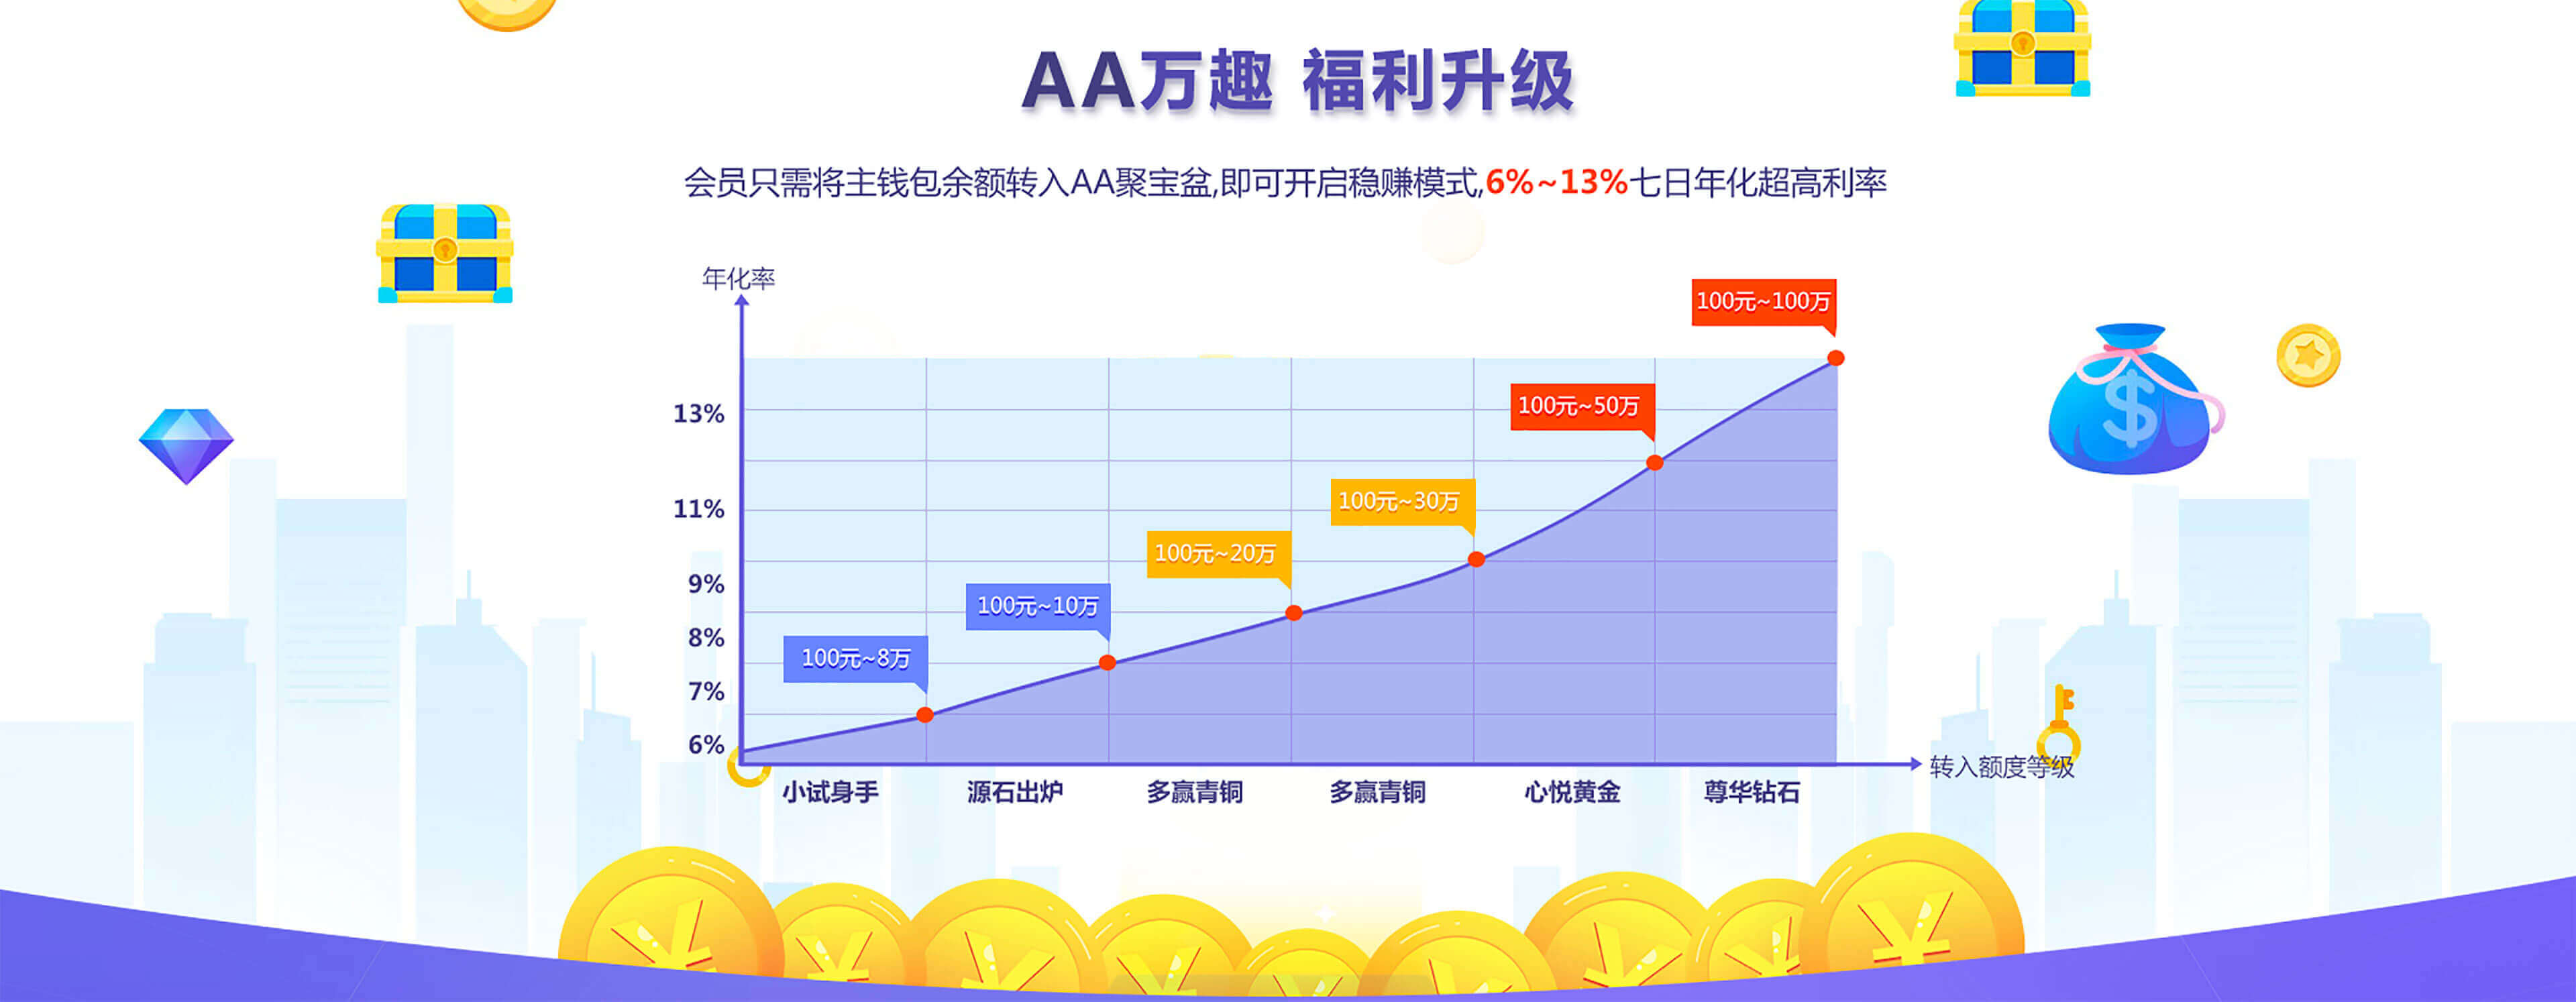 AA万趣 福利升级
会员只需将主钱包余额转入AA聚宝盆,即可开启稳赚模式,6%~13%七日年化超高利率
年化率
100元~100万
13%
100元~50万
11%
100元~30万
9%
100元~20万
8%
100元~10万
7%
100元~8万
6%
转入额度等级
小试身手 源石出炉 多赢青铜 多赢青铜 心悦黄金 尊华钻石
$